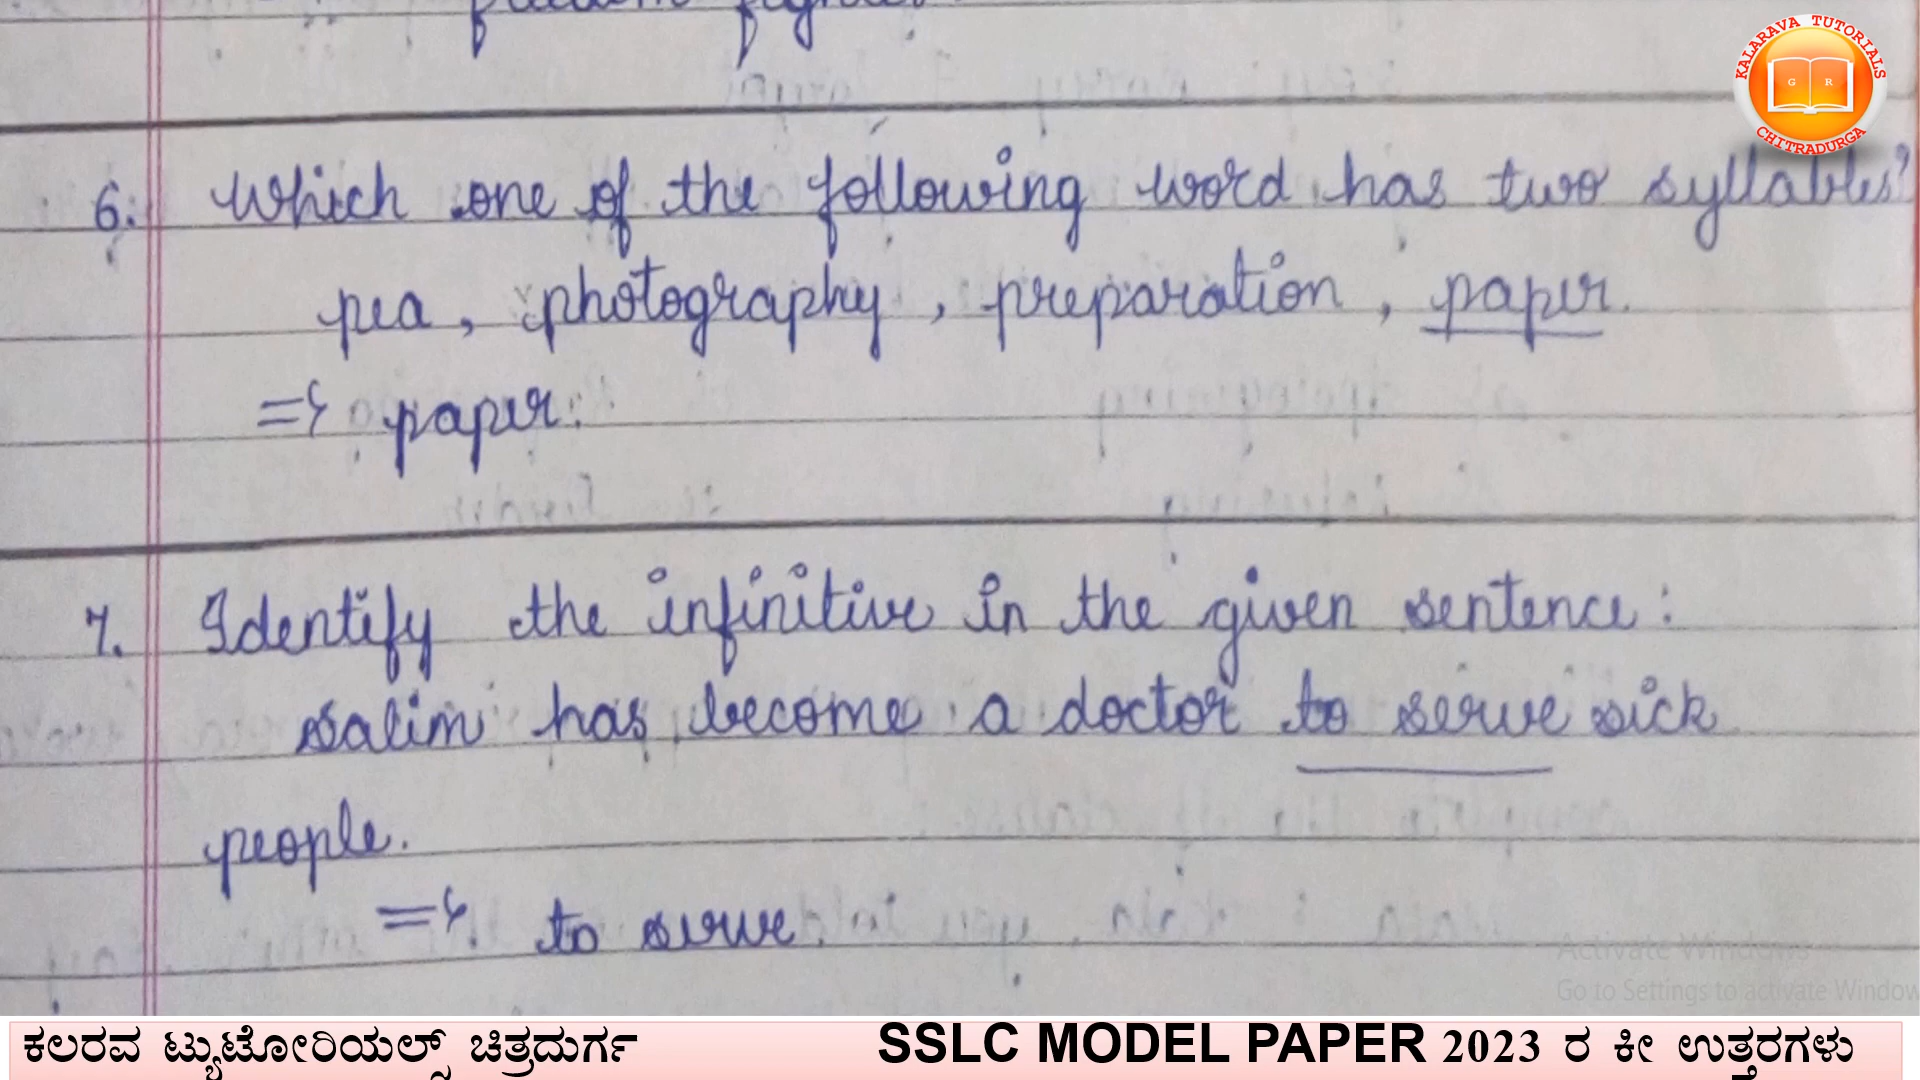 KALARAVA TUTORIALS
G R
CHITRADURGA
6. Which one of the following word has two syllables?
pea, photography, preparation, paper.
=> paper.
7. Identify the infinitive in the given sentence:
Salim has become a doctor to serve sick
people.
=> to serve
Activate Windows
Go to Settings to activate Window
ಕಲರವ ಟ್ಯುಟೋರಿಯಲ್ಸ್ ಚಿತ್ರದುರ್ಗ SSLC MODEL PAPER 2023 ರ ಕೀ ಉತ್ತರಗಳು